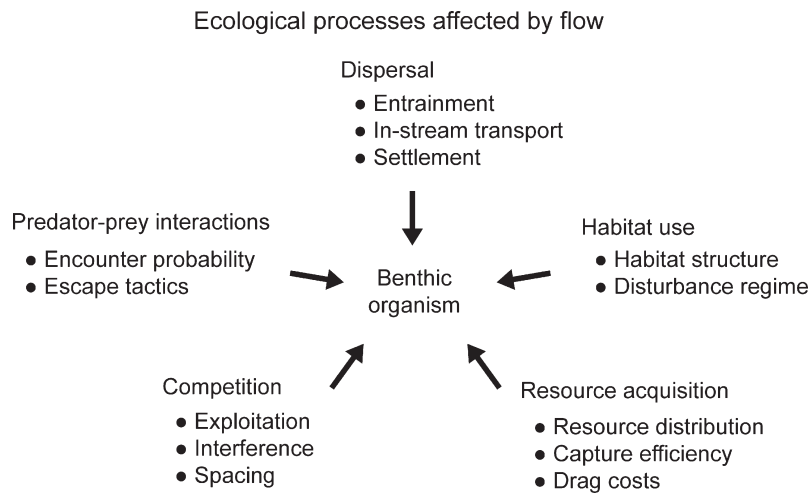 Ecological processes affected by flow
Dispersal
● Entrainment
● In-stream transport
● Settlement
Predator-prey interactions
● Encounter probability
● Escape tactics
Habitat use
● Habitat structure
● Disturbance regime
Benthic
organism
Competition
● Exploitation
● Interference
● Spacing
Resource acquisition
● Resource distribution
● Capture efficiency
● Drag costs